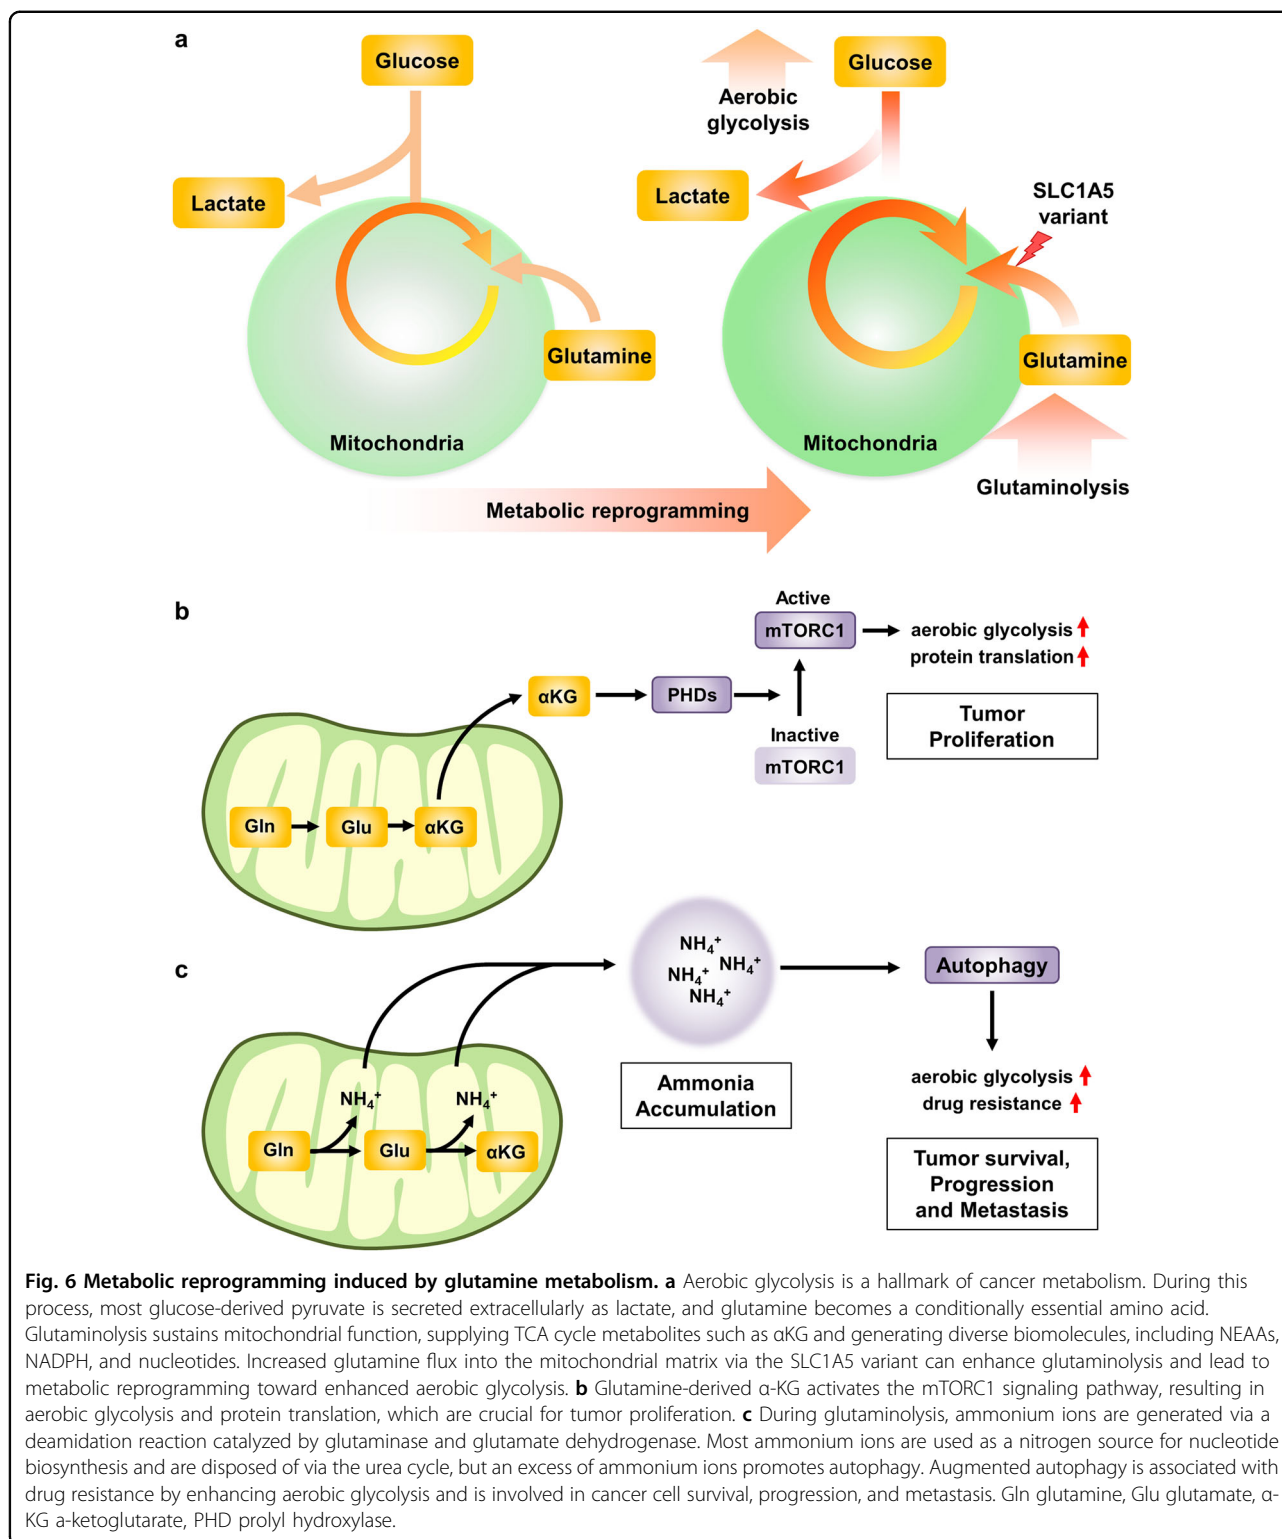 a
Glucose
Lactate
Glutamine
Mitochondria
Aerobic
glycolysis
Glucose
Lactate
SLC1A5
variant
Glutamine
Mitochondria
Glutaminolysis
Metabolic reprogramming
b
Gln
Glu
αKG
αKG
PHDs
Active
mTORC1
Inactive
mTORC1
aerobic glycolysis
protein translation
Tumor
Proliferation
c
Gln
Glu
αKG
NH₄⁺
NH₄⁺
NH₄⁺
NH₄⁺
NH₄⁺
NH₄⁺
Ammonia
Accumulation
Autophagy
aerobic glycolysis
drug resistance
Tumor survival,
Progression
and Metastasis
Fig. 6 Metabolic reprogramming induced by glutamine metabolism. a Aerobic glycolysis is a hallmark of cancer metabolism. During this
process, most glucose-derived pyruvate is secreted extracellularly as lactate, and glutamine becomes a conditionally essential amino acid.
Glutaminolysis sustains mitochondrial function, supplying TCA cycle metabolites such as αKG and generating diverse biomolecules, including NEAAs,
NADPH, and nucleotides. Increased glutamine flux into the mitochondrial matrix via the SLC1A5 variant can enhance glutaminolysis and lead to
metabolic reprogramming toward enhanced aerobic glycolysis. b Glutamine-derived α-KG activates the mTORC1 signaling pathway, resulting in
aerobic glycolysis and protein translation, which are crucial for tumor proliferation. c During glutaminolysis, ammonium ions are generated via a
deamidation reaction catalyzed by glutaminase and glutamate dehydrogenase. Most ammonium ions are used as a nitrogen source for nucleotide
biosynthesis and are disposed of via the urea cycle, but an excess of ammonium ions promotes autophagy. Augmented autophagy is associated with
drug resistance by enhancing aerobic glycolysis and is involved in cancer cell survival, progression, and metastasis. Gln glutamine, Glu glutamate, α-
KG a-ketoglutarate, PHD prolyl hydroxylase.